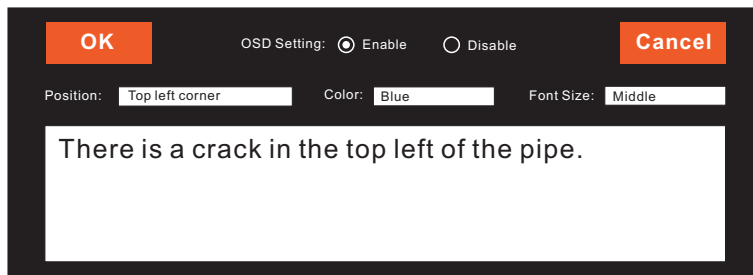 OK OSD Setting: Enable Disable Cancel
Position: Top left corner Color: Blue Font Size: Middle
There is a crack in the top left of the pipe.